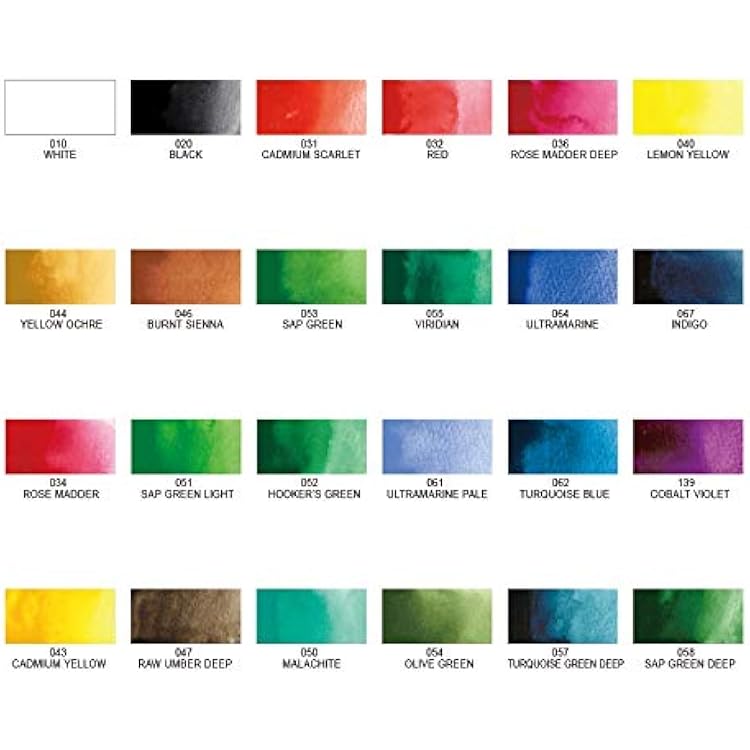 010
WHITE
020
BLACK
031
CADMIUM SCARLET
032
RED
036
ROSE MADDER DEEP
040
LEMON YELLOW
044
YELLOW OCHRE
046
BURNT SIENNA
053
SAP GREEN
055
VIRIDIAN
064
ULTRAMARINE
067
INDIGO
034
ROSE MADDER
051
SAP GREEN LIGHT
052
HOOKER'S GREEN
061
ULTRAMARINE PALE
062
TURQUOISE BLUE
139
COBALT VIOLET
043
CADMIUM YELLOW
047
RAW UMBER DEEP
050
MALACHITE
054
OLIVE GREEN
057
TURQUOISE GREEN DEEP
058
SAP GREEN DEEP